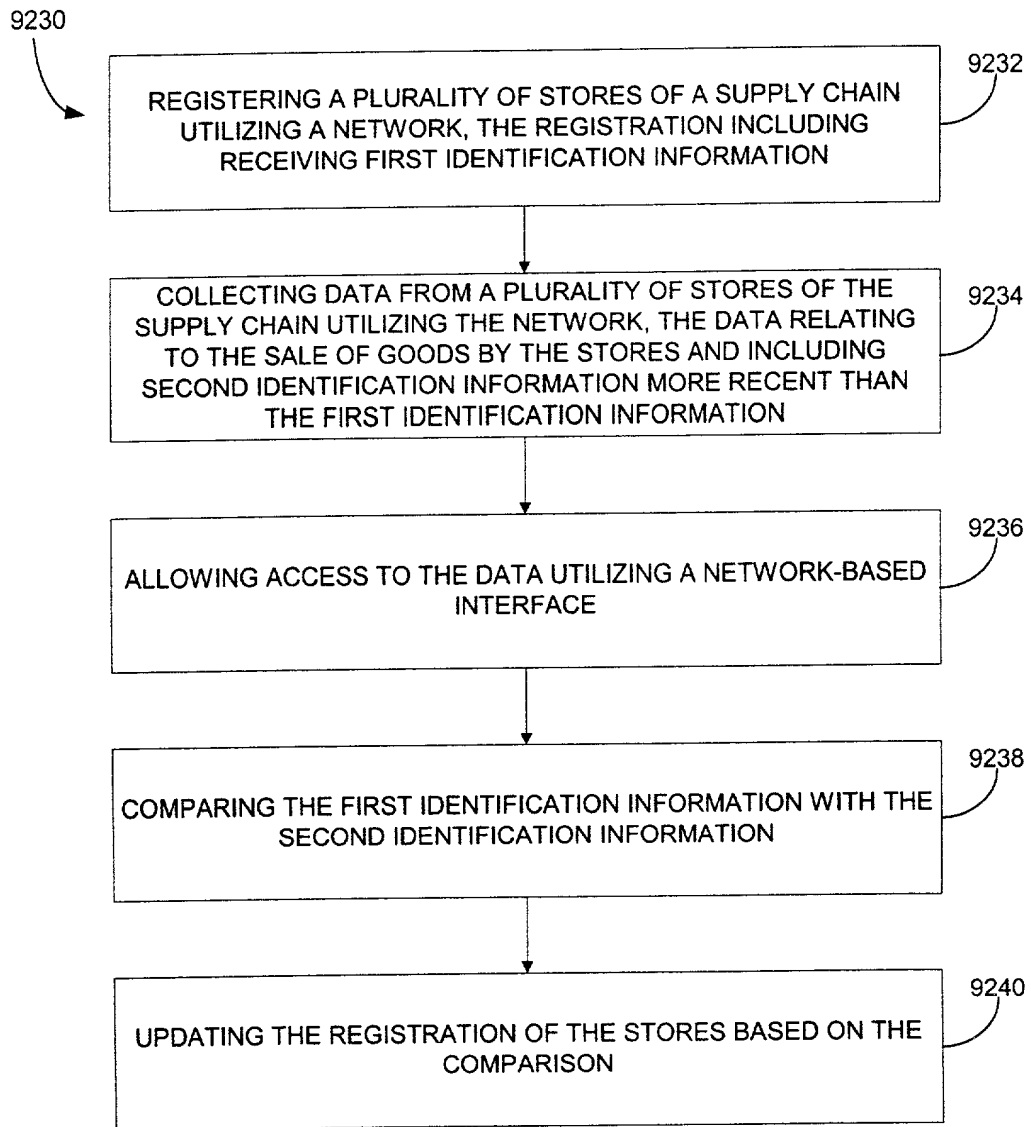 9230
9232
REGISTERING A PLURALITY OF STORES OF A SUPPLY CHAIN
UTILIZING A NETWORK, THE REGISTRATION INCLUDING
RECEIVING FIRST IDENTIFICATION INFORMATION
9234
COLLECTING DATA FROM A PLURALITY OF STORES OF THE
SUPPLY CHAIN UTILIZING THE NETWORK, THE DATA RELATING
TO THE SALE OF GOODS BY THE STORES AND INCLUDING
SECOND IDENTIFICATION INFORMATION MORE RECENT THAN
THE FIRST IDENTIFICATION INFORMATION
9236
ALLOWING ACCESS TO THE DATA UTILIZING A NETWORK-BASED
INTERFACE
9238
COMPARING THE FIRST IDENTIFICATION INFORMATION WITH THE
SECOND IDENTIFICATION INFORMATION
9240
UPDATING THE REGISTRATION OF THE STORES BASED ON THE
COMPARISON